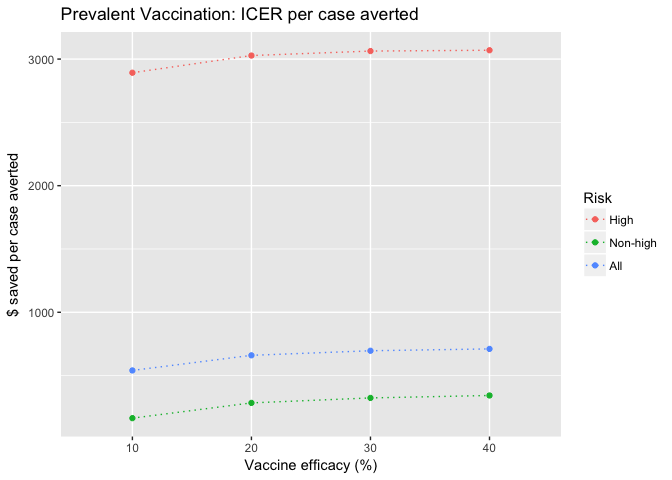 Prevalent Vaccination: ICER per case averted
$ saved per case averted
3000
2000
1000
10 20 30 40
Vaccine efficacy (%)
Risk
High
Non-high
All